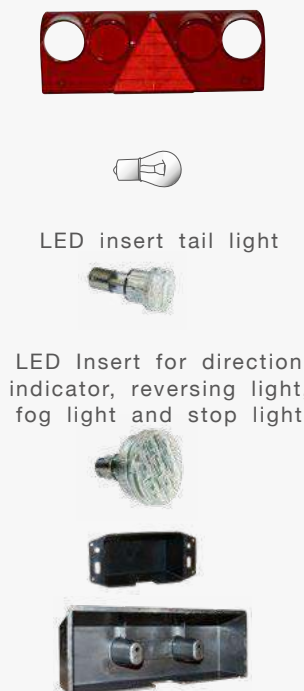 LED insert tail light
LED Insert for direction
indicator, reversing light,
fog light and stop light